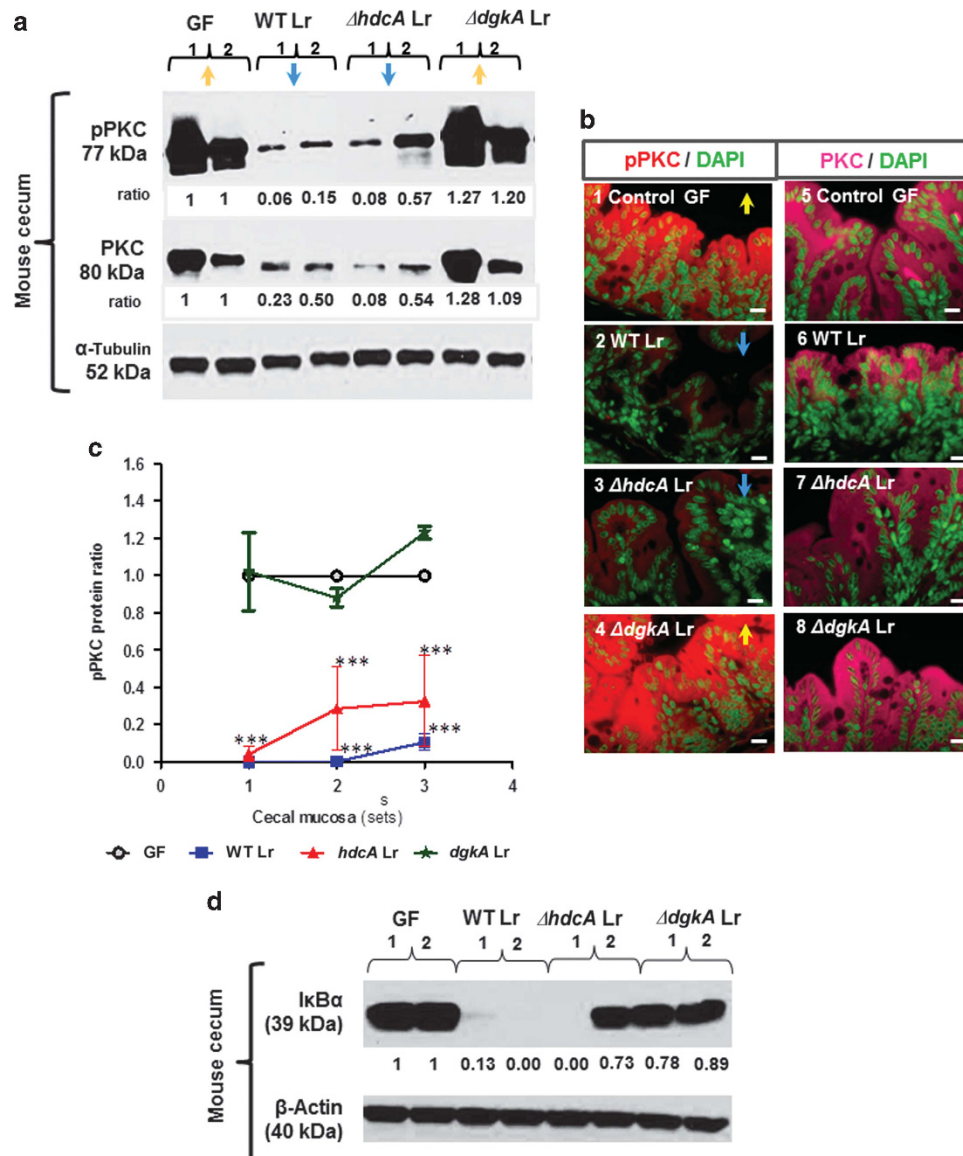 a
GF WT Lr ΔhdcA Lr ΔdgkA Lr
1 2 1 2 1 2 1 2
Mouse cecum
pPKC
77 kDa
ratio 1 1 0.06 0.15 0.08 0.57 1.27 1.20
PKC
80 kDa
ratio 1 1 0.23 0.50 0.08 0.54 1.28 1.09
α-Tubulin
52 kDa
b
pPKC / DAPI PKC / DAPI
1 Control GF 5 Control GF
2 WT Lr 6 WT Lr
3 ΔhdcA Lr 7 ΔhdcA Lr
4 ΔdgkA Lr 8 ΔdgkA Lr
c
pPKC protein ratio
1.6
1.4
1.2
1.0
0.8
0.6
0.4
0.2
0.0
*** *** ***
*** ***
0 1 2 3 4
s
Cecal mucosa (sets)
GF WT Lr hdcA Lr dgkA Lr
d
GF WT Lr ΔhdcA Lr ΔdgkA Lr
1 2 1 2 1 2 1 2
Mouse cecum
IκBα
(39 kDa)
1 1 0.13 0.00 0.00 0.73 0.78 0.89
β-Actin
(40 kDa)